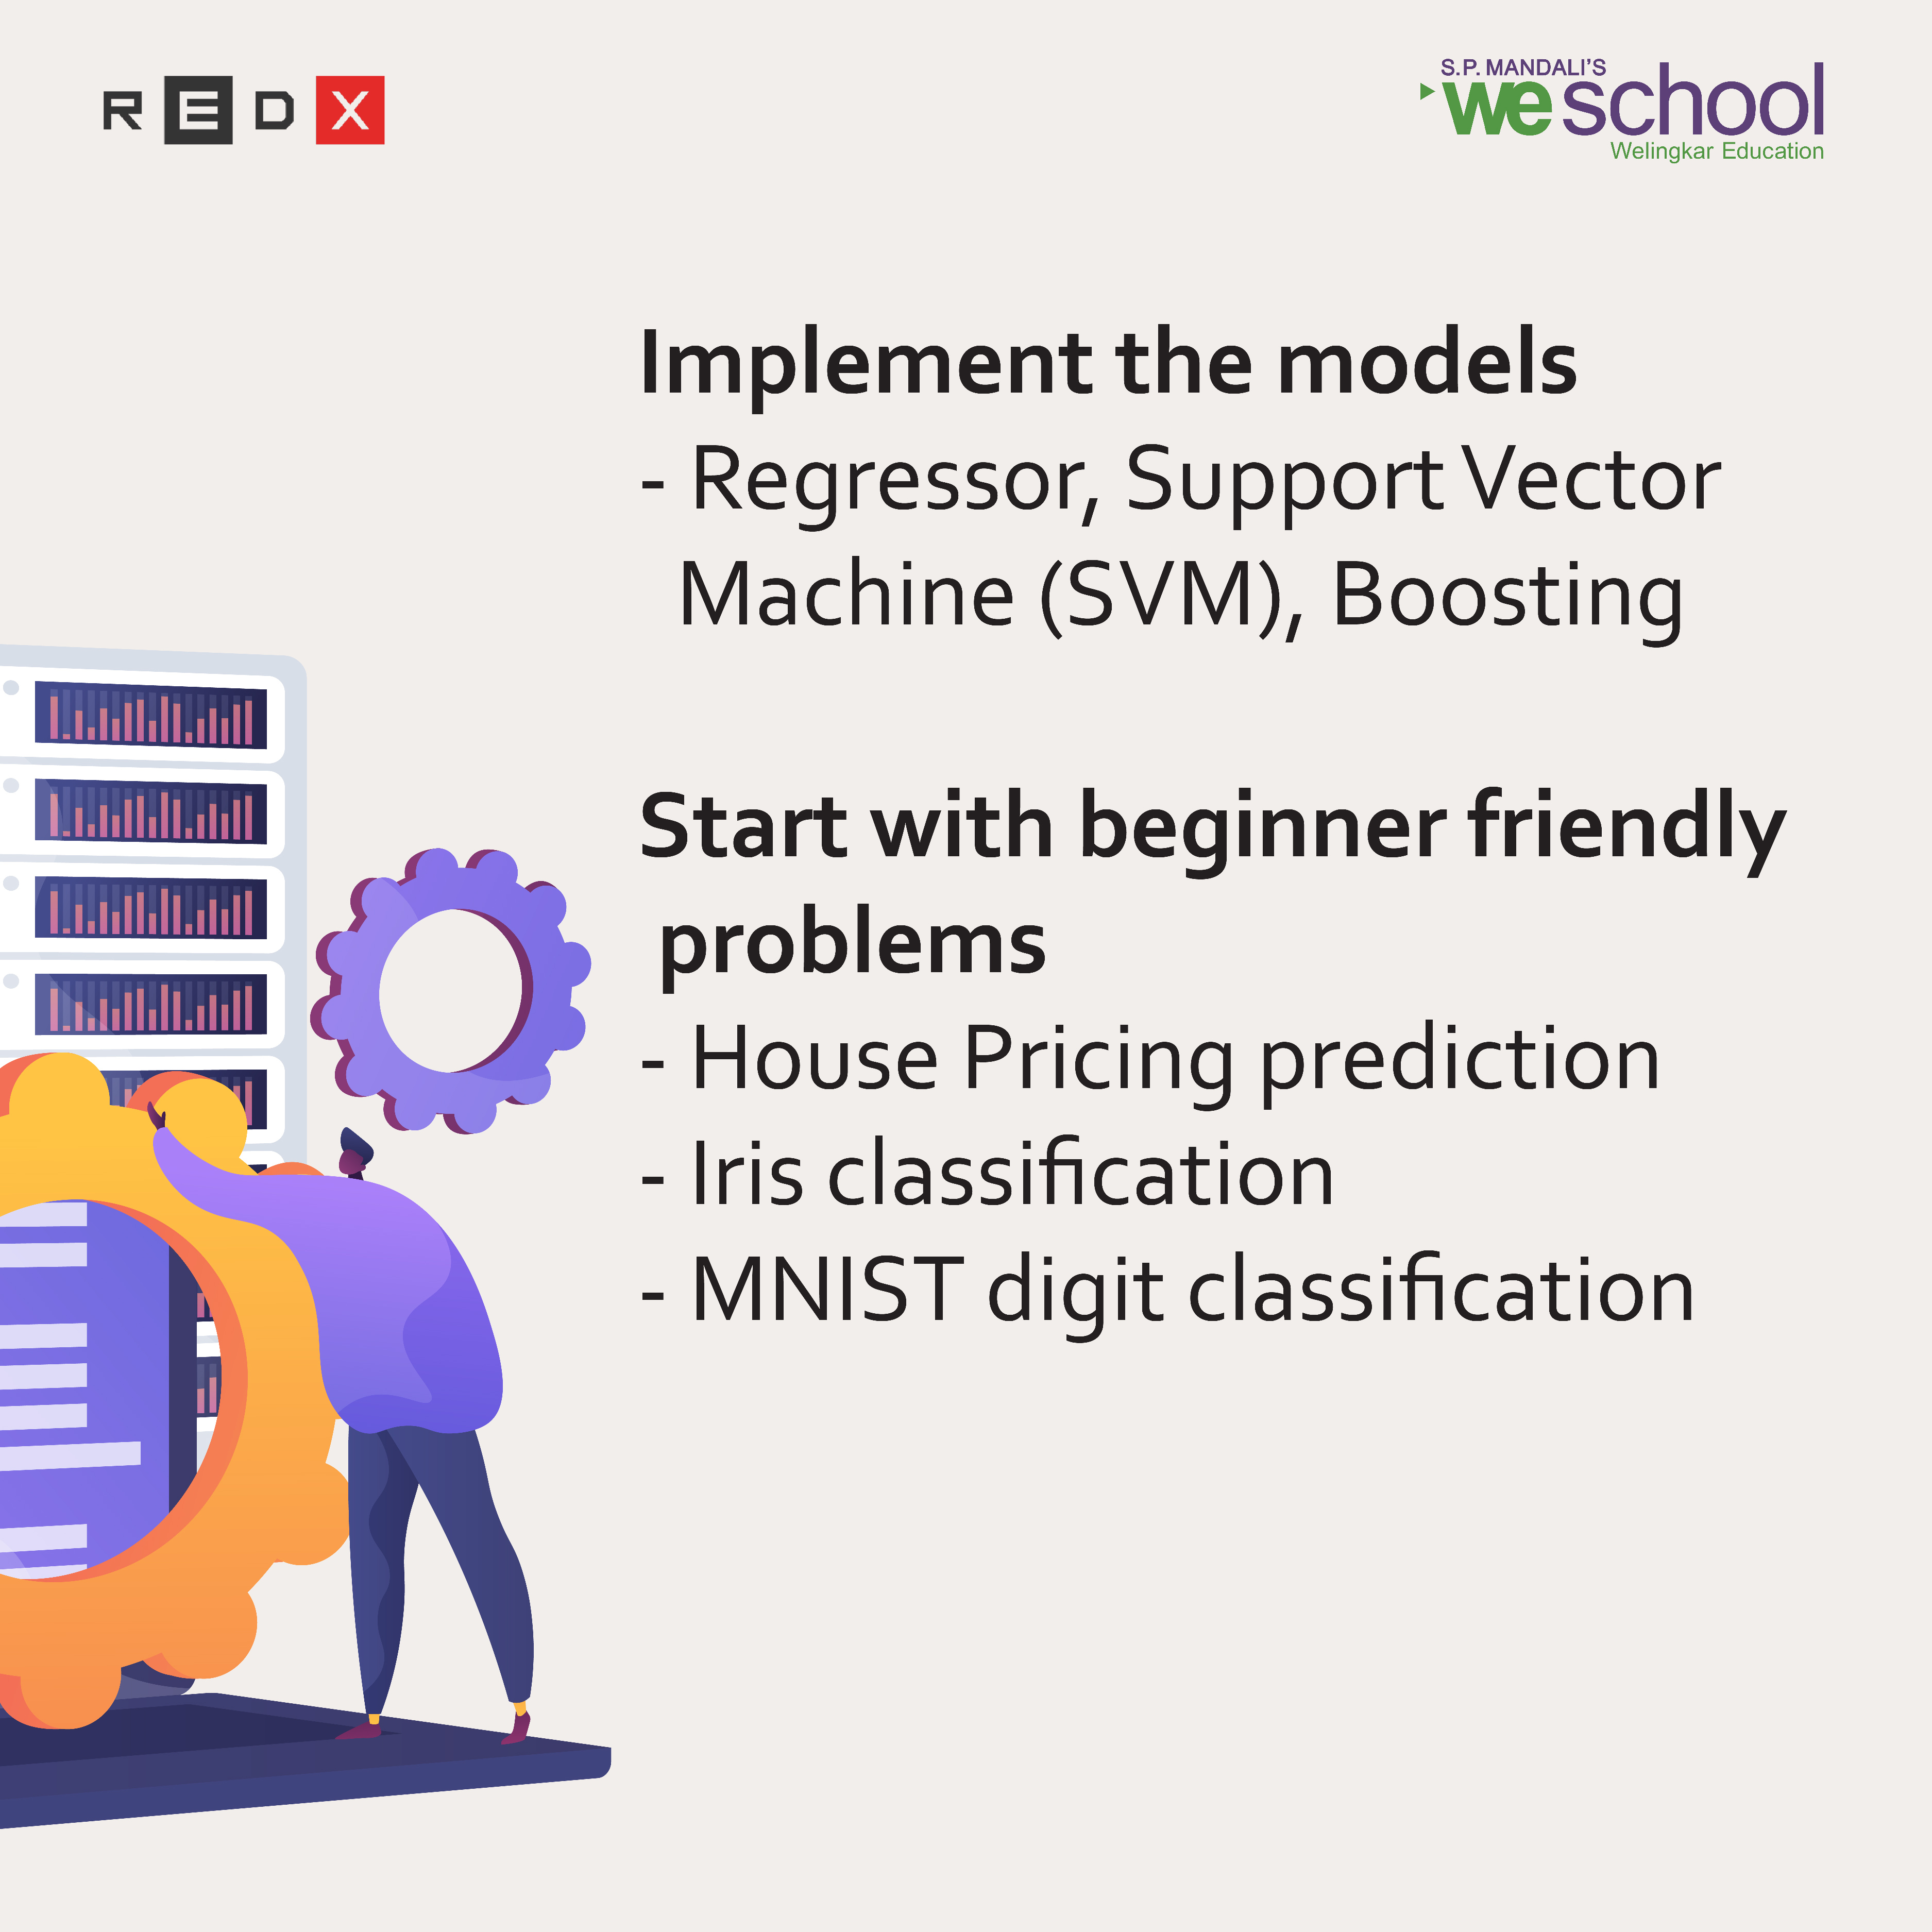 REDX
S.P. MANDALI'S
weschool
Welingkar Education
Implement the models
- Regressor, Support Vector
Machine (SVM), Boosting
Start with beginner friendly
problems
- House Pricing prediction
- Iris classification
- MNIST digit classification